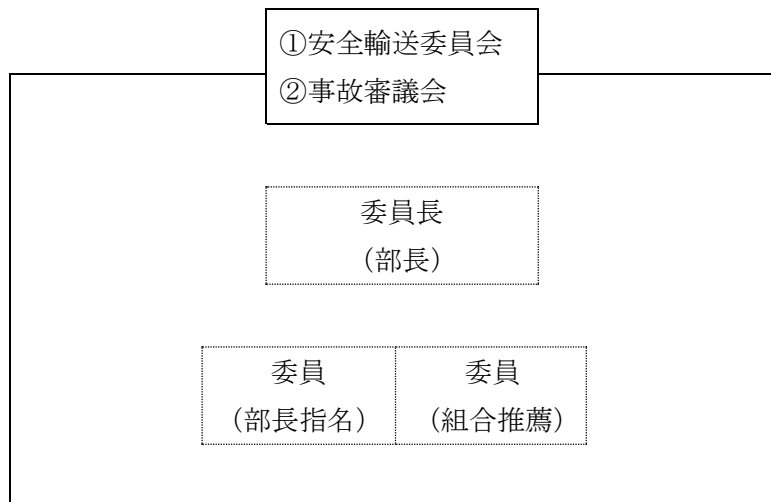 ①安全輸送委員会
②事故審議会
委員長
（部長）
委員 委員
（部長指名） （組合推薦）